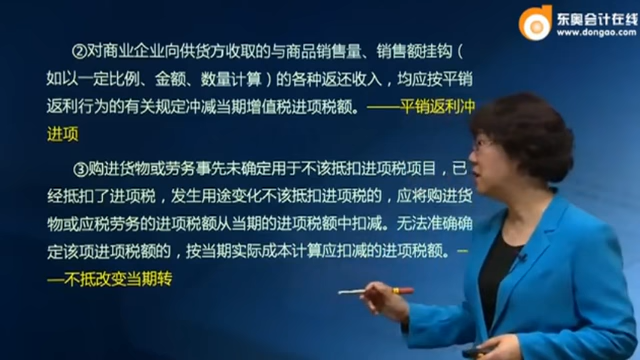 东奥会计在线
www.dongao.com
②对商业企业向供货方收取的与商品销售量、销售额挂钩（
如以一定比例、金额、数量计算）的各种返还收入，均应按平销
返利行为的有关规定冲减当期增值税进项税额。——平销返利冲
进项
③购进货物或劳务事先未确定用于不该抵扣进项税项目，已
经抵扣了进项税，发生用途变化不该抵扣进项税的，应将购进货
物或应税劳务的进项税额从当期的进项税额中扣减。无法准确确
定该项进项税额的，按当期实际成本计算应扣减的进项税额。—
—不抵改变当期转